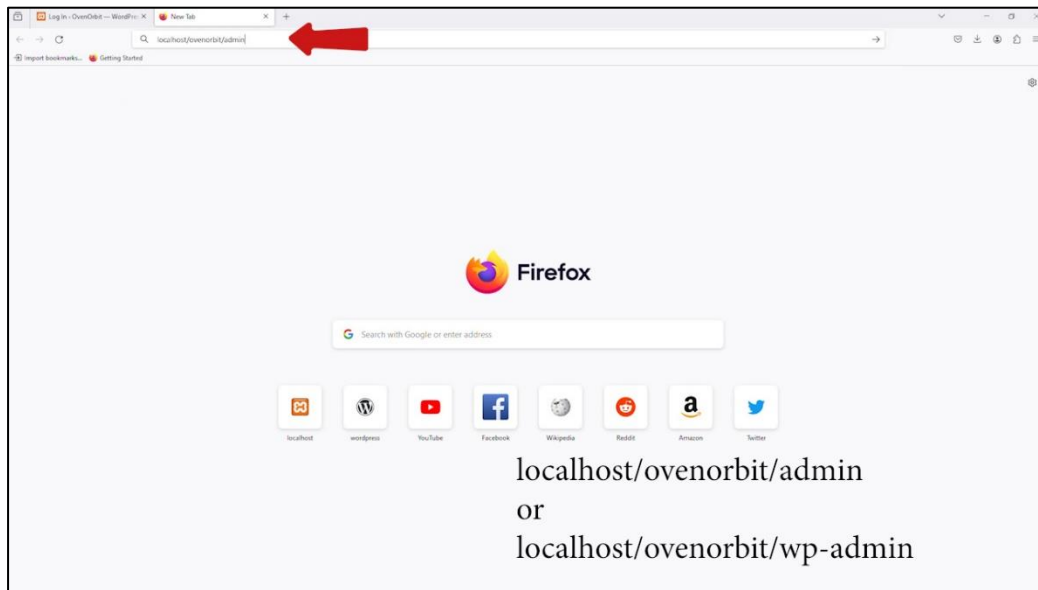 Log In ‹ OvenOrbit — WordPre
New Tab
localhost/ovenorbit/admin
Import bookmarks...
Getting Started
Firefox
Search with Google or enter address
localhost
wordpress
YouTube
Facebook
Wikipedia
Reddit
Amazon
Twitter
localhost/ovenorbit/admin
or
localhost/ovenorbit/wp-admin